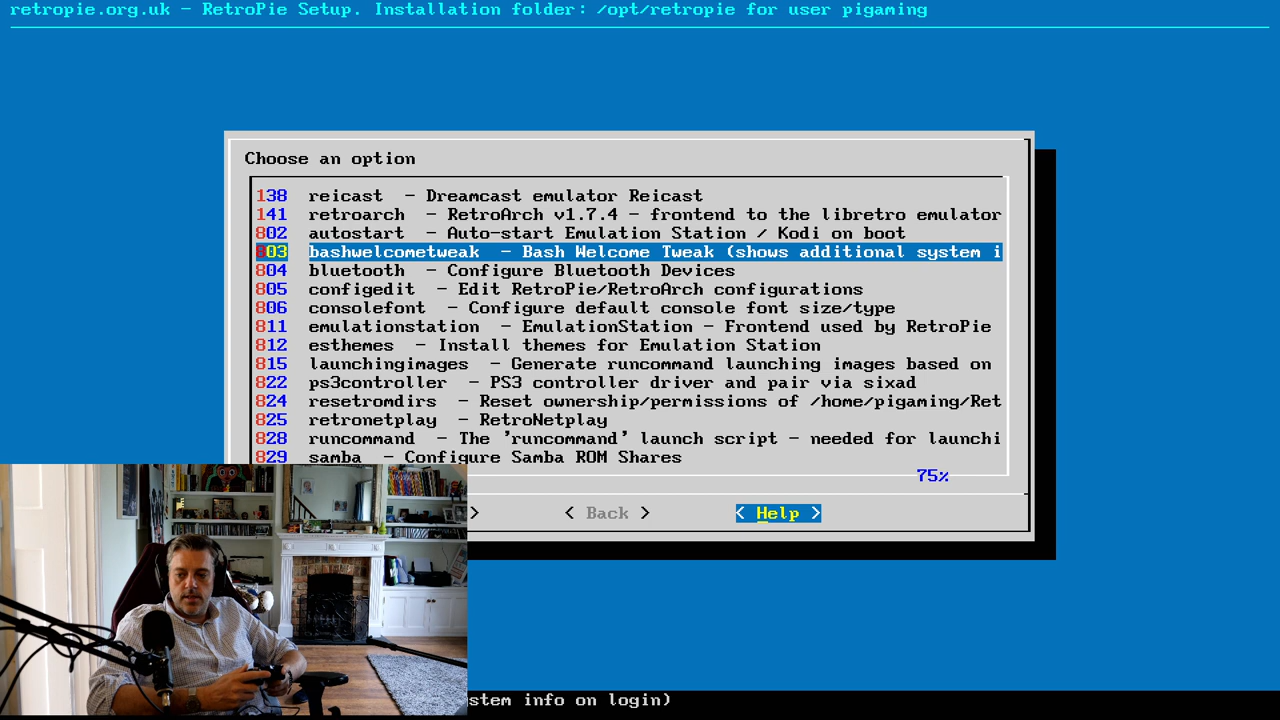 retropie.org.uk - RetroPie Setup. Installation folder: /opt/retropie for user pigaming
Choose an option
138 reicast - Dreamcast emulator Reicast
141 retroarch - RetroArch v1.7.4 - frontend to the libretro emulator
802 autostart - Auto-start Emulation Station / Kodi on boot
803 bashwelcometweak - Bash Welcome Tweak (shows additional system i
804 bluetooth - Configure Bluetooth Devices
805 configedit - Edit RetroPie/RetroArch configurations
806 consolefont - Configure default console font size/type
811 emulationstation - EmulationStation - Frontend used by RetroPie
812 esthemes - Install themes for Emulation Station
815 launchingimages - Generate runcommand launching images based on
822 ps3controller - PS3 controller driver and pair via sixad
824 resetromdirs - Reset ownership/permissions of /home/pigaming/Ret
825 retronetplay - RetroNetplay
828 runcommand - The 'runcommand' launch script - needed for launchi
829 samba - Configure Samba ROM Shares
75%
> < Back > < Help >
stem info on login)